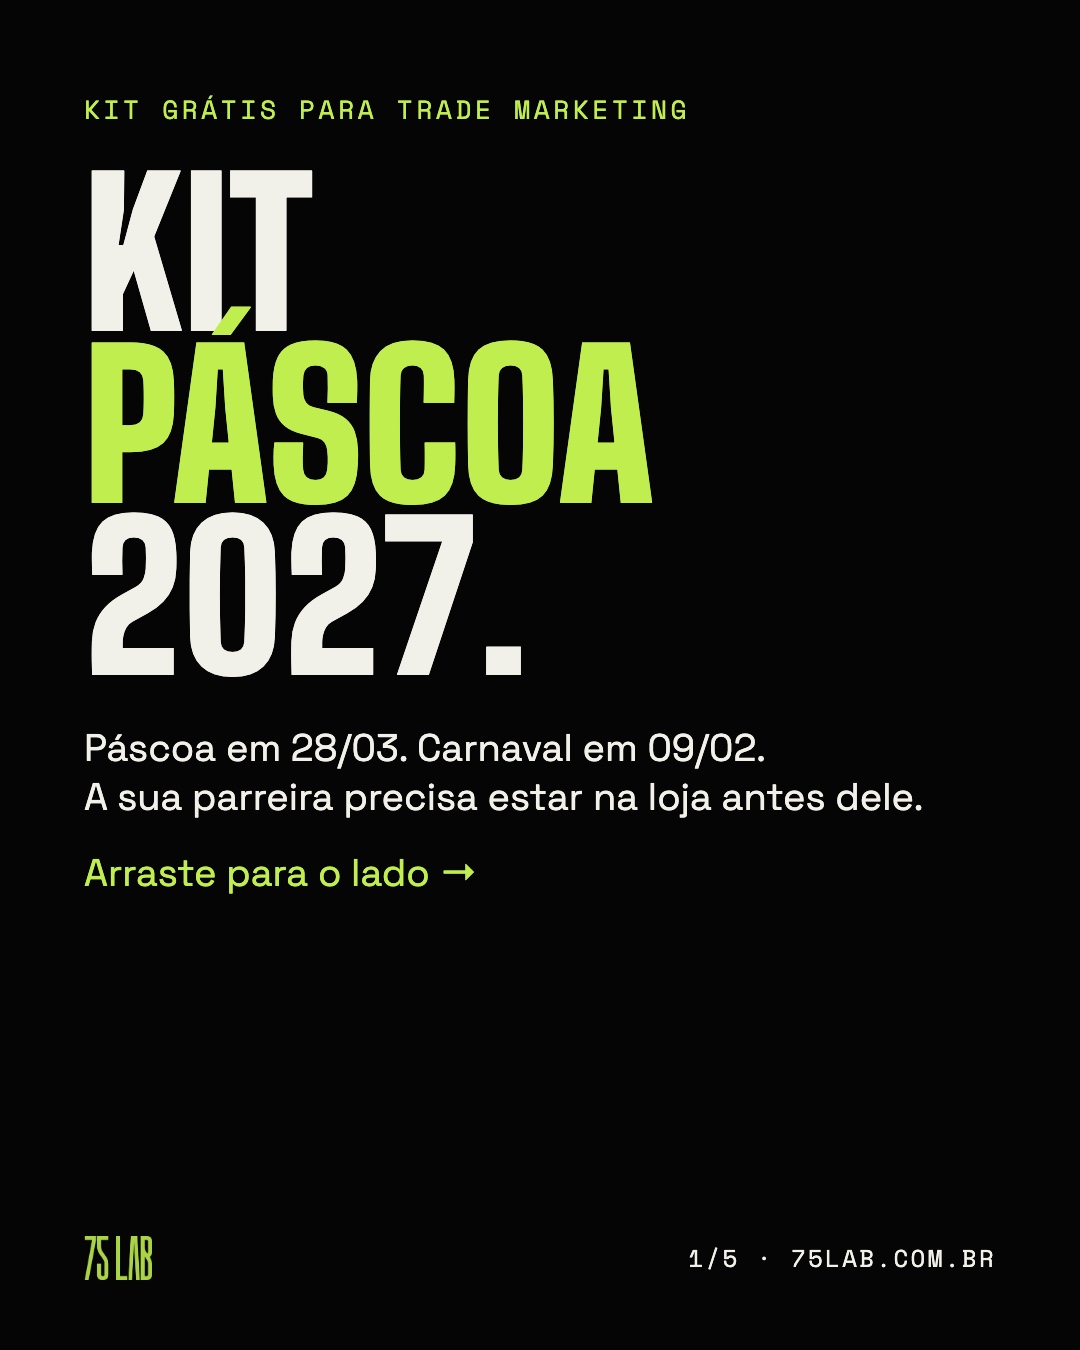 KIT GRÁTIS PARA TRADE MARKETING
KIT
PÁSCOA
2027.
Páscoa em 28/03. Carnaval em 09/02.
A sua parreira precisa estar na loja antes dele.
Arraste para o lado →
75 LAB
1/5 · 75LAB.COM.BR